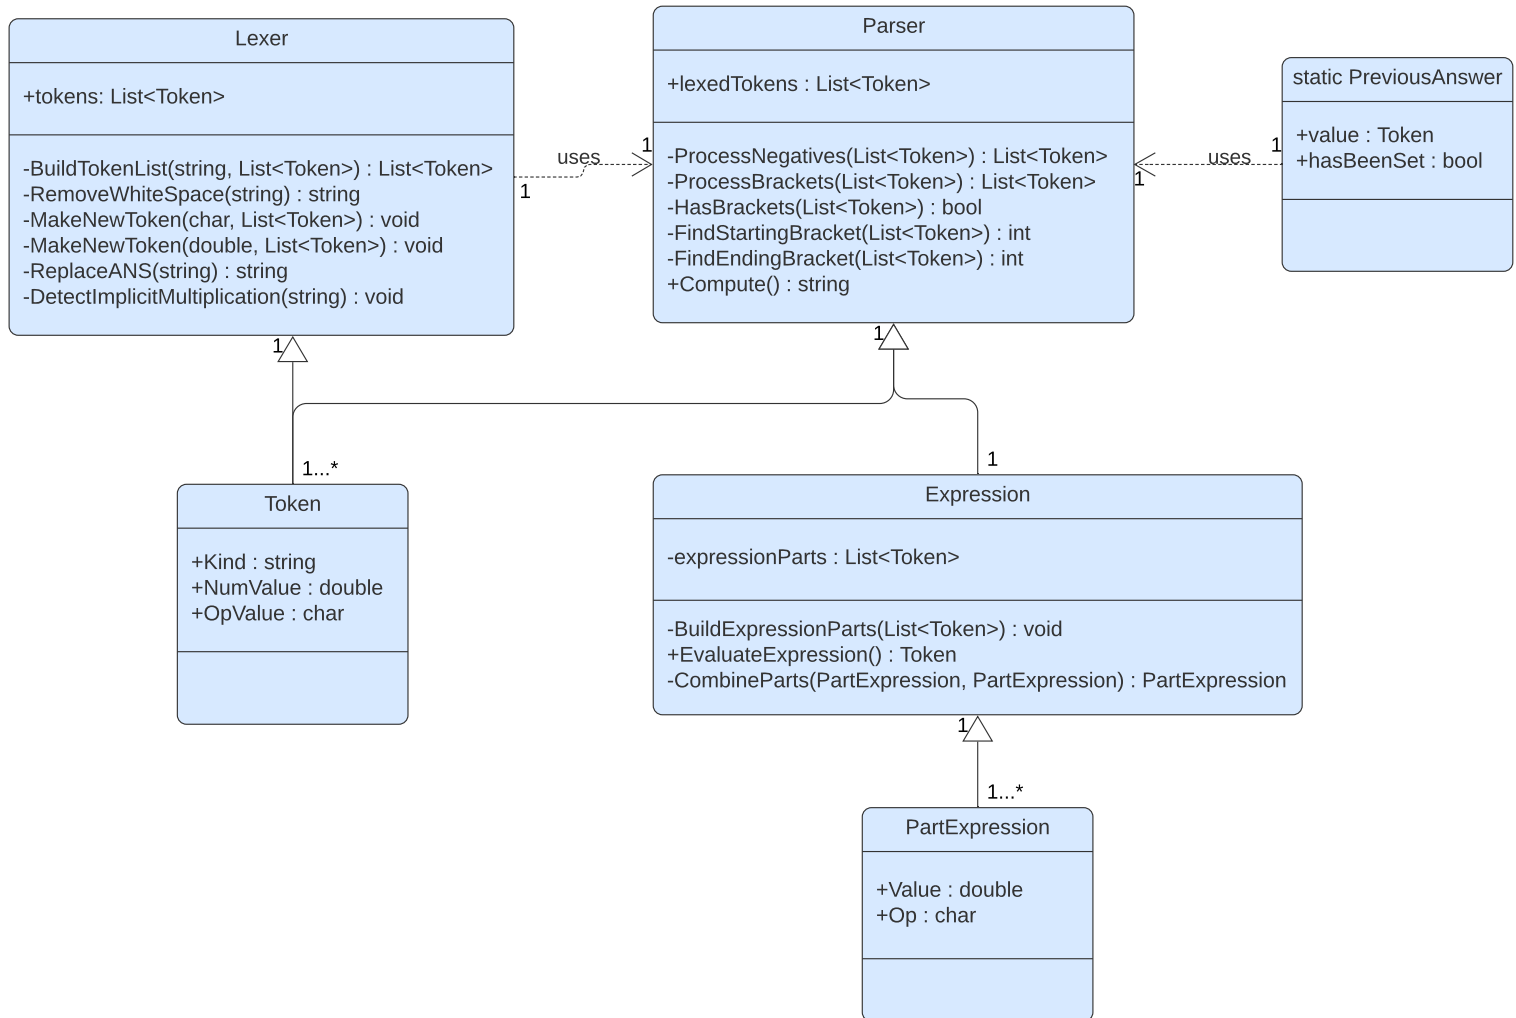 Lexer
+tokens: List<Token>
-BuildTokenList(string, List<Token>) : List<Token>
-RemoveWhiteSpace(string) : string
-MakeNewToken(char, List<Token>) : void
-MakeNewToken(double, List<Token>) : void
-ReplaceANS(string) : string
-DetectImplicitMultiplication(string) : void
1
uses
1
Parser
+lexedTokens : List<Token>
-ProcessNegatives(List<Token>) : List<Token>
-ProcessBrackets(List<Token>) : List<Token>
-HasBrackets(List<Token>) : bool
-FindStartingBracket(List<Token>) : int
-FindEndingBracket(List<Token>) : int
+Compute() : string
1
uses
1
static PreviousAnswer
+value : Token
+hasBeenSet : bool
1
1
1...*
1
Token
+Kind : string
+NumValue : double
+OpValue : char
Expression
-expressionParts : List<Token>
-BuildExpressionParts(List<Token>) : void
+EvaluateExpression() : Token
-CombineParts(PartExpression, PartExpression) : PartExpression
1
1...*
PartExpression
+Value : double
+Op : char